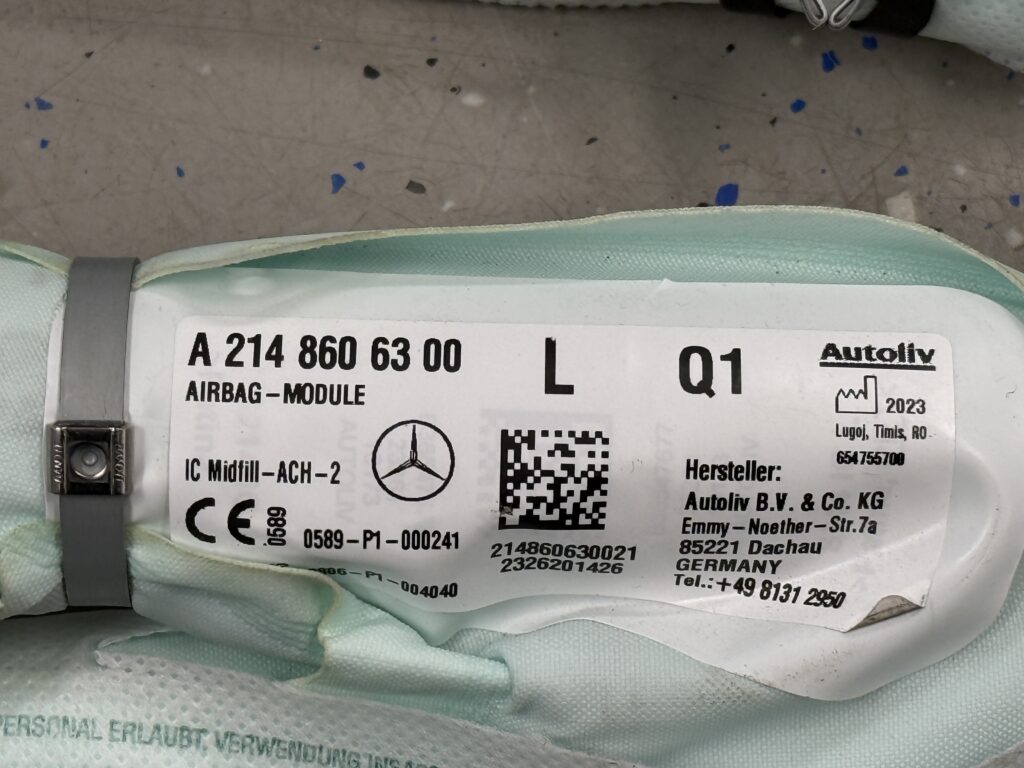 A 214 860 63 00
L
Q1
Autoliv
AIRBAG-MODULE
2023
Lugoj, Timis, RO
654755700
IC Midfill-ACH-2
CE 0589
0589-P1-000241
-P1-004040
214860630021
2326201426
Hersteller:
Autoliv B.V. & Co. KG
Emmy-Noether-Str.7a
85221 Dachau
GERMANY
Tel.:+49 8131 2950
PERSONAL ERLAUBT, VERWENDUNG